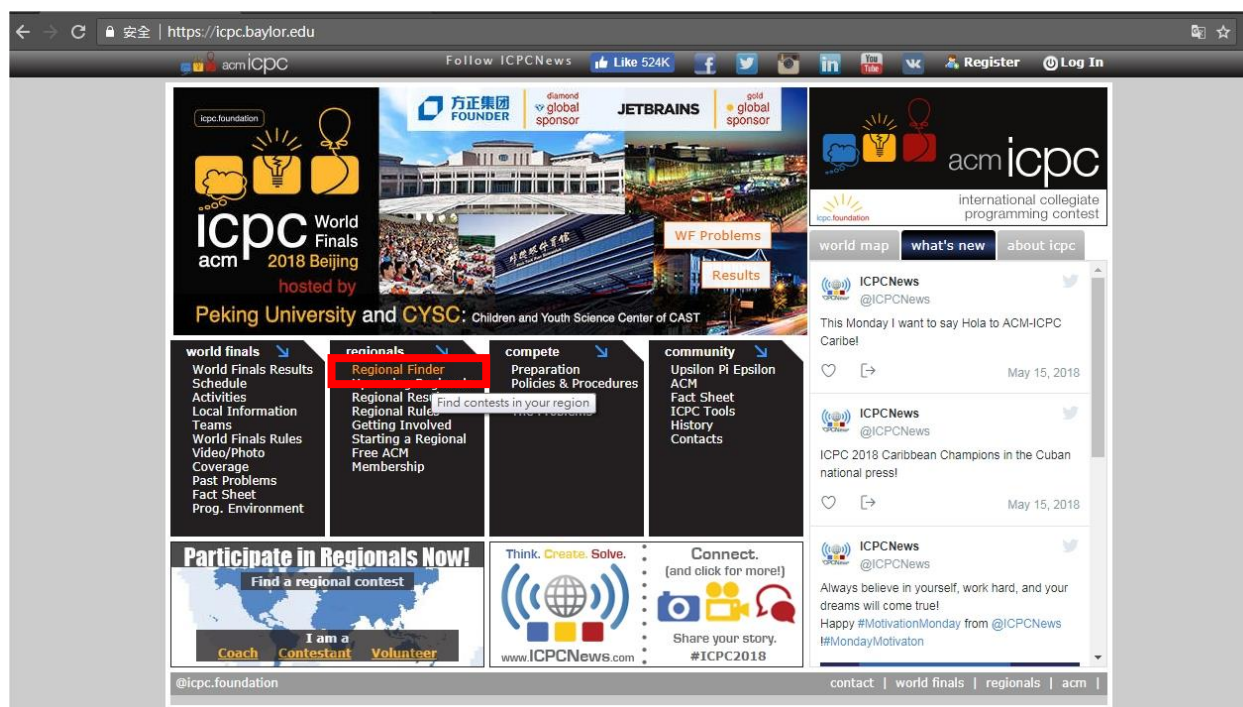 安全 | https://icpc.baylor.edu
acm icpc
Follow ICPCNews
Like 524K
You Tube
Register
Log In
icpc.foundation
icpc World Finals
acm 2018 Beijing
hosted by
Peking University and CYSC: Children and Youth Science Center of CAST
方正集团
FOUNDER
diamond
global
sponsor
JETBRAINS
gold
global
sponsor
WF Problems
Results
acm icpc
icpc.foundation
international collegiate
programming contest
world map
what's new
about icpc
world finals
World Finals Results
Schedule
Activities
Local Information
Teams
World Finals Rules
Video/Photo
Coverage
Past Problems
Fact Sheet
Prog. Environment
regionals
Regional Finder
Find contests in your region
Regional Rules
Getting Involved
Starting a Regional
Free ACM
Membership
compete
Preparation
Policies & Procedures
The Problems
community
Upsilon Pi Epsilon
ACM
Fact Sheet
ICPC Tools
History
Contacts
ICPCNews
@ICPCNews
This Monday I want to say Hola to ACM-ICPC
Caribe!
May 15, 2018
ICPCNews
@ICPCNews
ICPC 2018 Caribbean Champions in the Cuban
national press!
May 15, 2018
ICPCNews
@ICPCNews
Always believe in yourself, work hard, and your
dreams will come true!
Happy #MotivationMonday from @ICPCNews
!#MondayMotivaton
Participate in Regionals Now!
Find a regional contest
I am a
Coach Contestant Volunteer
Think. Create. Solve.
www.ICPCNews.com
Connect.
(and click for more!)
Share your story.
#ICPC2018
@icpc.foundation
contact | world finals | regionals | acm |